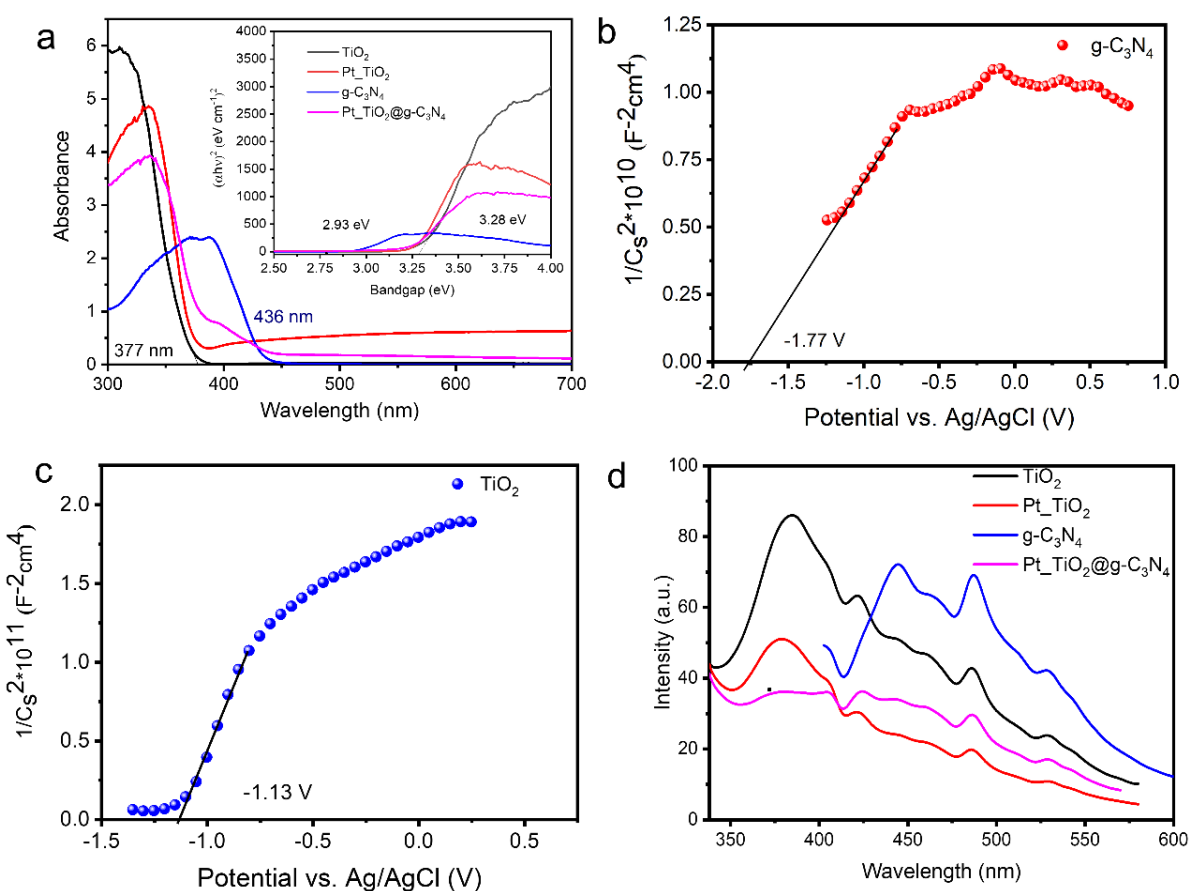 a
6
5
4
3
2
1
0
300
400
500
600
700
Absorbance
Wavelength (nm)
377 nm
436 nm
4000
3500
3000
2500
2000
1500
1000
500
0
2.50
2.75
3.00
3.25
3.50
3.75
4.00
(αhν)² (eV cm⁻¹)²
Bandgap (eV)
TiO₂
Pt_TiO₂
g-C₃N₄
Pt_TiO₂@g-C₃N₄
2.93 eV
3.28 eV
b
g-C₃N₄
1.25
1.00
0.75
0.50
0.25
0.00
-2.0
-1.5
-1.0
-0.5
0.0
0.5
1.0
1/Cs²*10¹⁰ (F⁻²cm⁴)
-1.77 V
Potential vs. Ag/AgCl (V)
c
TiO₂
2.0
1.5
1.0
0.5
0.0
-1.5
-1.0
-0.5
0.0
0.5
1/Cs²*10¹¹ (F⁻²cm⁴)
-1.13 V
Potential vs. Ag/AgCl (V)
d
TiO₂
Pt_TiO₂
g-C₃N₄
Pt_TiO₂@g-C₃N₄
100
80
60
40
20
0
350
400
450
500
550
600
Intensity (a.u.)
Wavelength (nm)